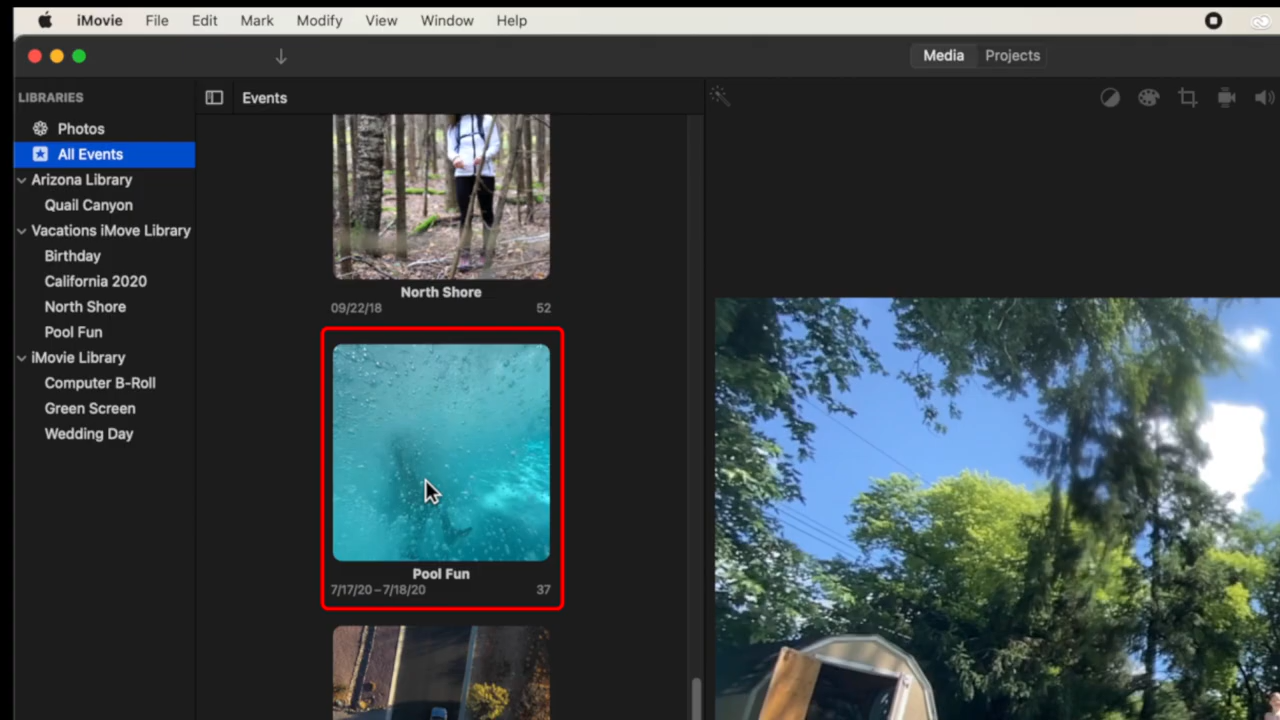 iMovie File Edit Mark Modify View Window Help
Media Projects
LIBRARIES
Events
Photos
All Events
Arizona Library
Quail Canyon
Vacations iMove Library
Birthday
California 2020
North Shore
Pool Fun
iMovie Library
Computer B-Roll
Green Screen
Wedding Day
North Shore
09/22/18 52
Pool Fun
7/17/20 – 7/18/20 37